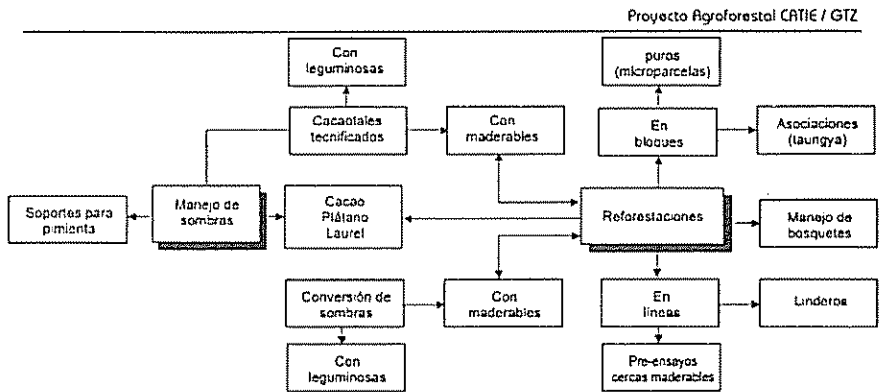 Proyecto Agroforestal CATIE / GTZ
Con
leguminosas
puros
(microparcelas)
Cacaotales
tecnificados
Con
maderables
En
bloques
Asociaciones
(taungya)
Soportes para
pimienta
Manejo de
sombras
Cacao
Plátano
Laurel
Reforestaciones
Manejo de
bosquetes
Conversión de
sombras
Con
maderables
En
líneas
Linderos
Con
leguminosas
Pre-ensayos
cercas maderables